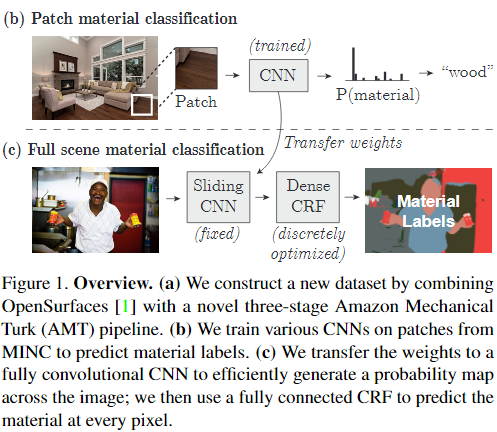 (b) Patch material classification
(trained)
CNN
Patch
P(material)
“wood”
Transfer weights
(c) Full scene material classification
Sliding
CNN
(fixed)
Dense
CRF
(discretely
optimized)
Material
Labels
Figure 1. Overview. (a) We construct a new dataset by combining
OpenSurfaces [1] with a novel three-stage Amazon Mechanical
Turk (AMT) pipeline. (b) We train various CNNs on patches from
MINC to predict material labels. (c) We transfer the weights to a
fully convolutional CNN to efficiently generate a probability map
across the image; we then use a fully connected CRF to predict the
material at every pixel.